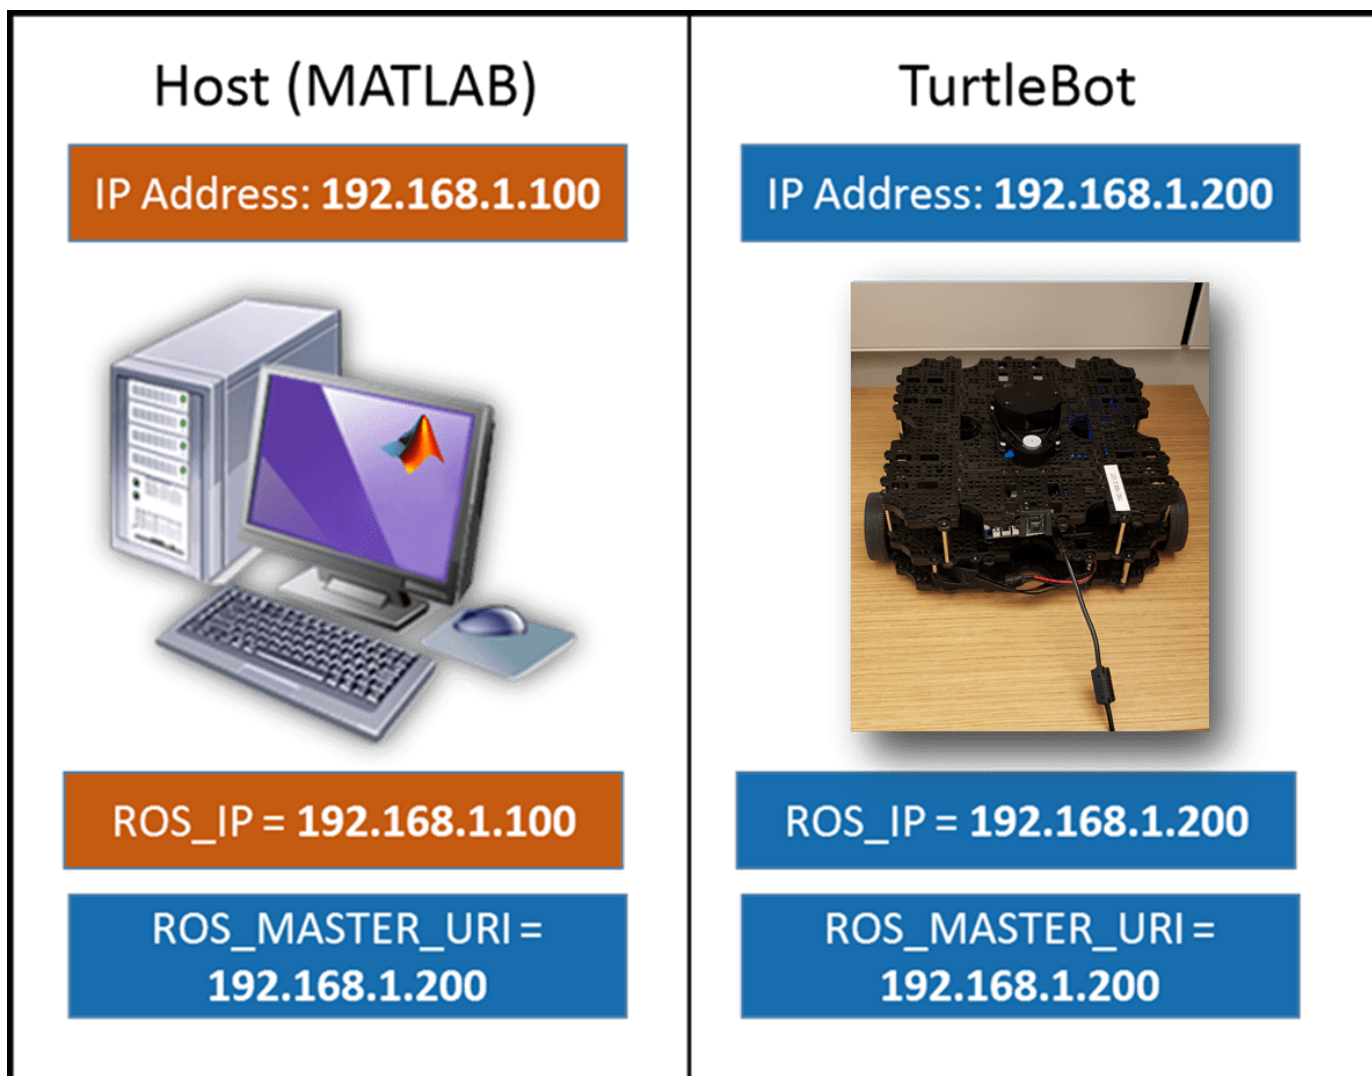 Host (MATLAB)
IP Address: 192.168.1.100
ROS_IP = 192.168.1.100
ROS_MASTER_URI =
192.168.1.200
TurtleBot
IP Address: 192.168.1.200
ROS_IP = 192.168.1.200
ROS_MASTER_URI =
192.168.1.200